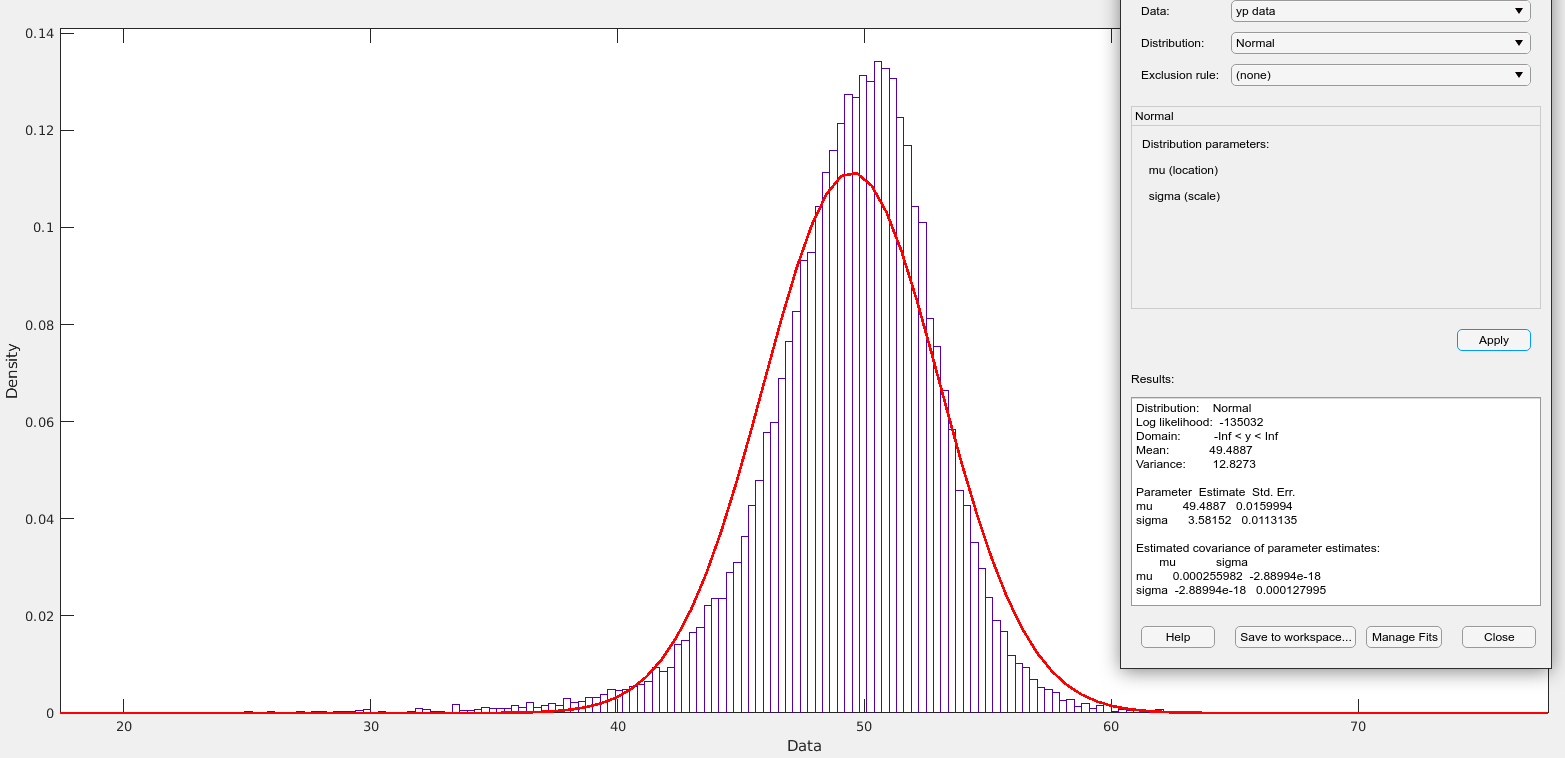 0.14
0.12
0.1
0.08
0.06
0.04
0.02
0
Density
20 30 40 50 60 70
Data
Data: yp data
Distribution: Normal
Exclusion rule: (none)
Normal
Distribution parameters:
mu (location)
sigma (scale)
Apply
Results:
Distribution: Normal
Log likelihood: -135032
Domain: -Inf < y < Inf
Mean: 49.4887
Variance: 12.8273
Parameter Estimate Std. Err.
mu 49.4887 0.0159994
sigma 3.58152 0.0113135
Estimated covariance of parameter estimates:
mu sigma
mu 0.000255982 -2.88994e-18
sigma -2.88994e-18 0.000127995
Help Save to workspace... Manage Fits Close